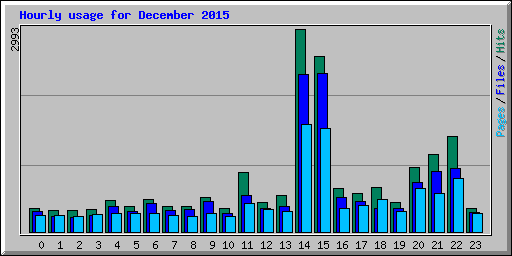 Hourly usage for December 2015
2993
Pages / Files / Hits
0 1 2 3 4 5 6 7 8 9 10 11 12 13 14 15 16 17 18 19 20 21 22 23